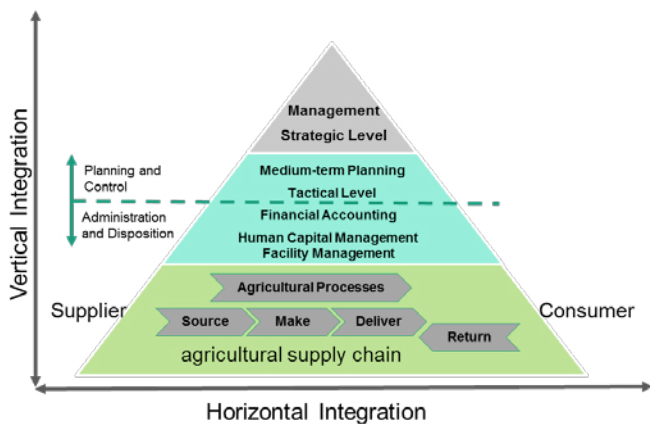 Management
Strategic Level
Medium-term Planning
Tactical Level
Financial Accounting
Human Capital Management
Facility Management
Planning and
Control
Administration
and Disposition
Vertical Integration
Supplier
Consumer
Agricultural Processes
Source
Make
Deliver
Return
agricultural supply chain
Horizontal Integration